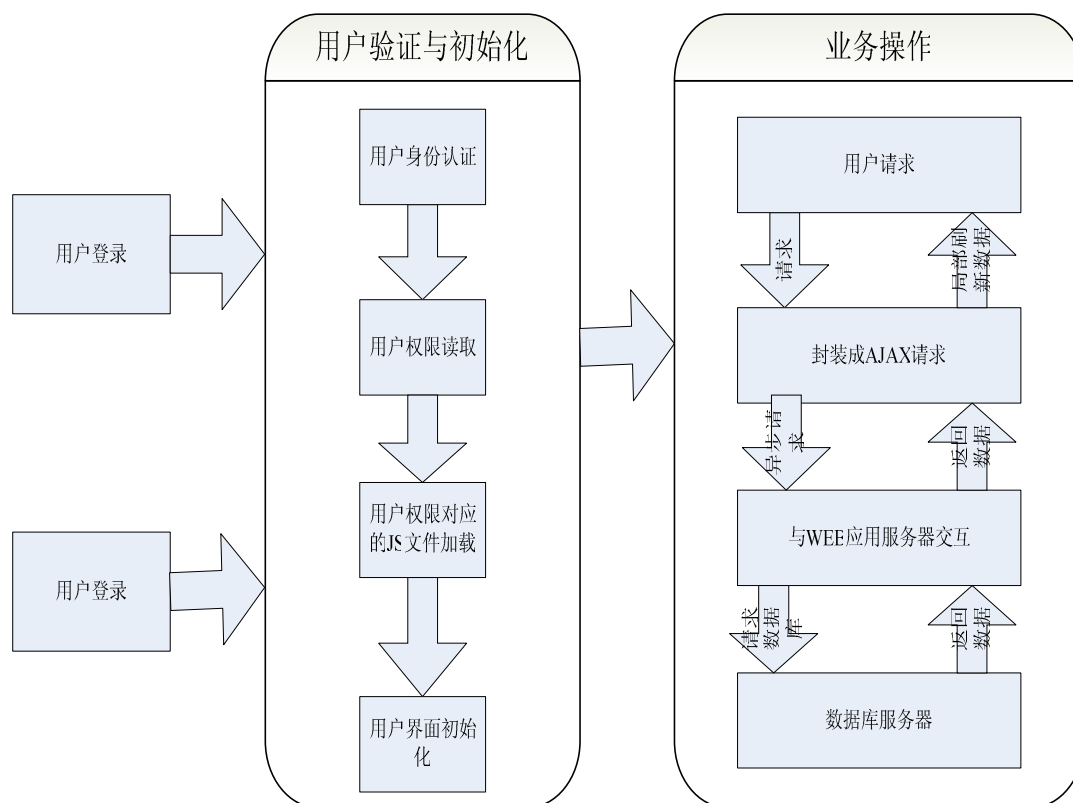 用户验证与初始化
业务操作
用户登录
用户登录
用户身份认证
用户权限读取
用户权限对应
的JS文件加载
用户界面初始
化
用户请求
请求
局部刷
新数据
封装成AJAX请求
异步请
求
返回
数据
与WEB应用服务器交互
请求
数据
库
返回
数据
数据库服务器